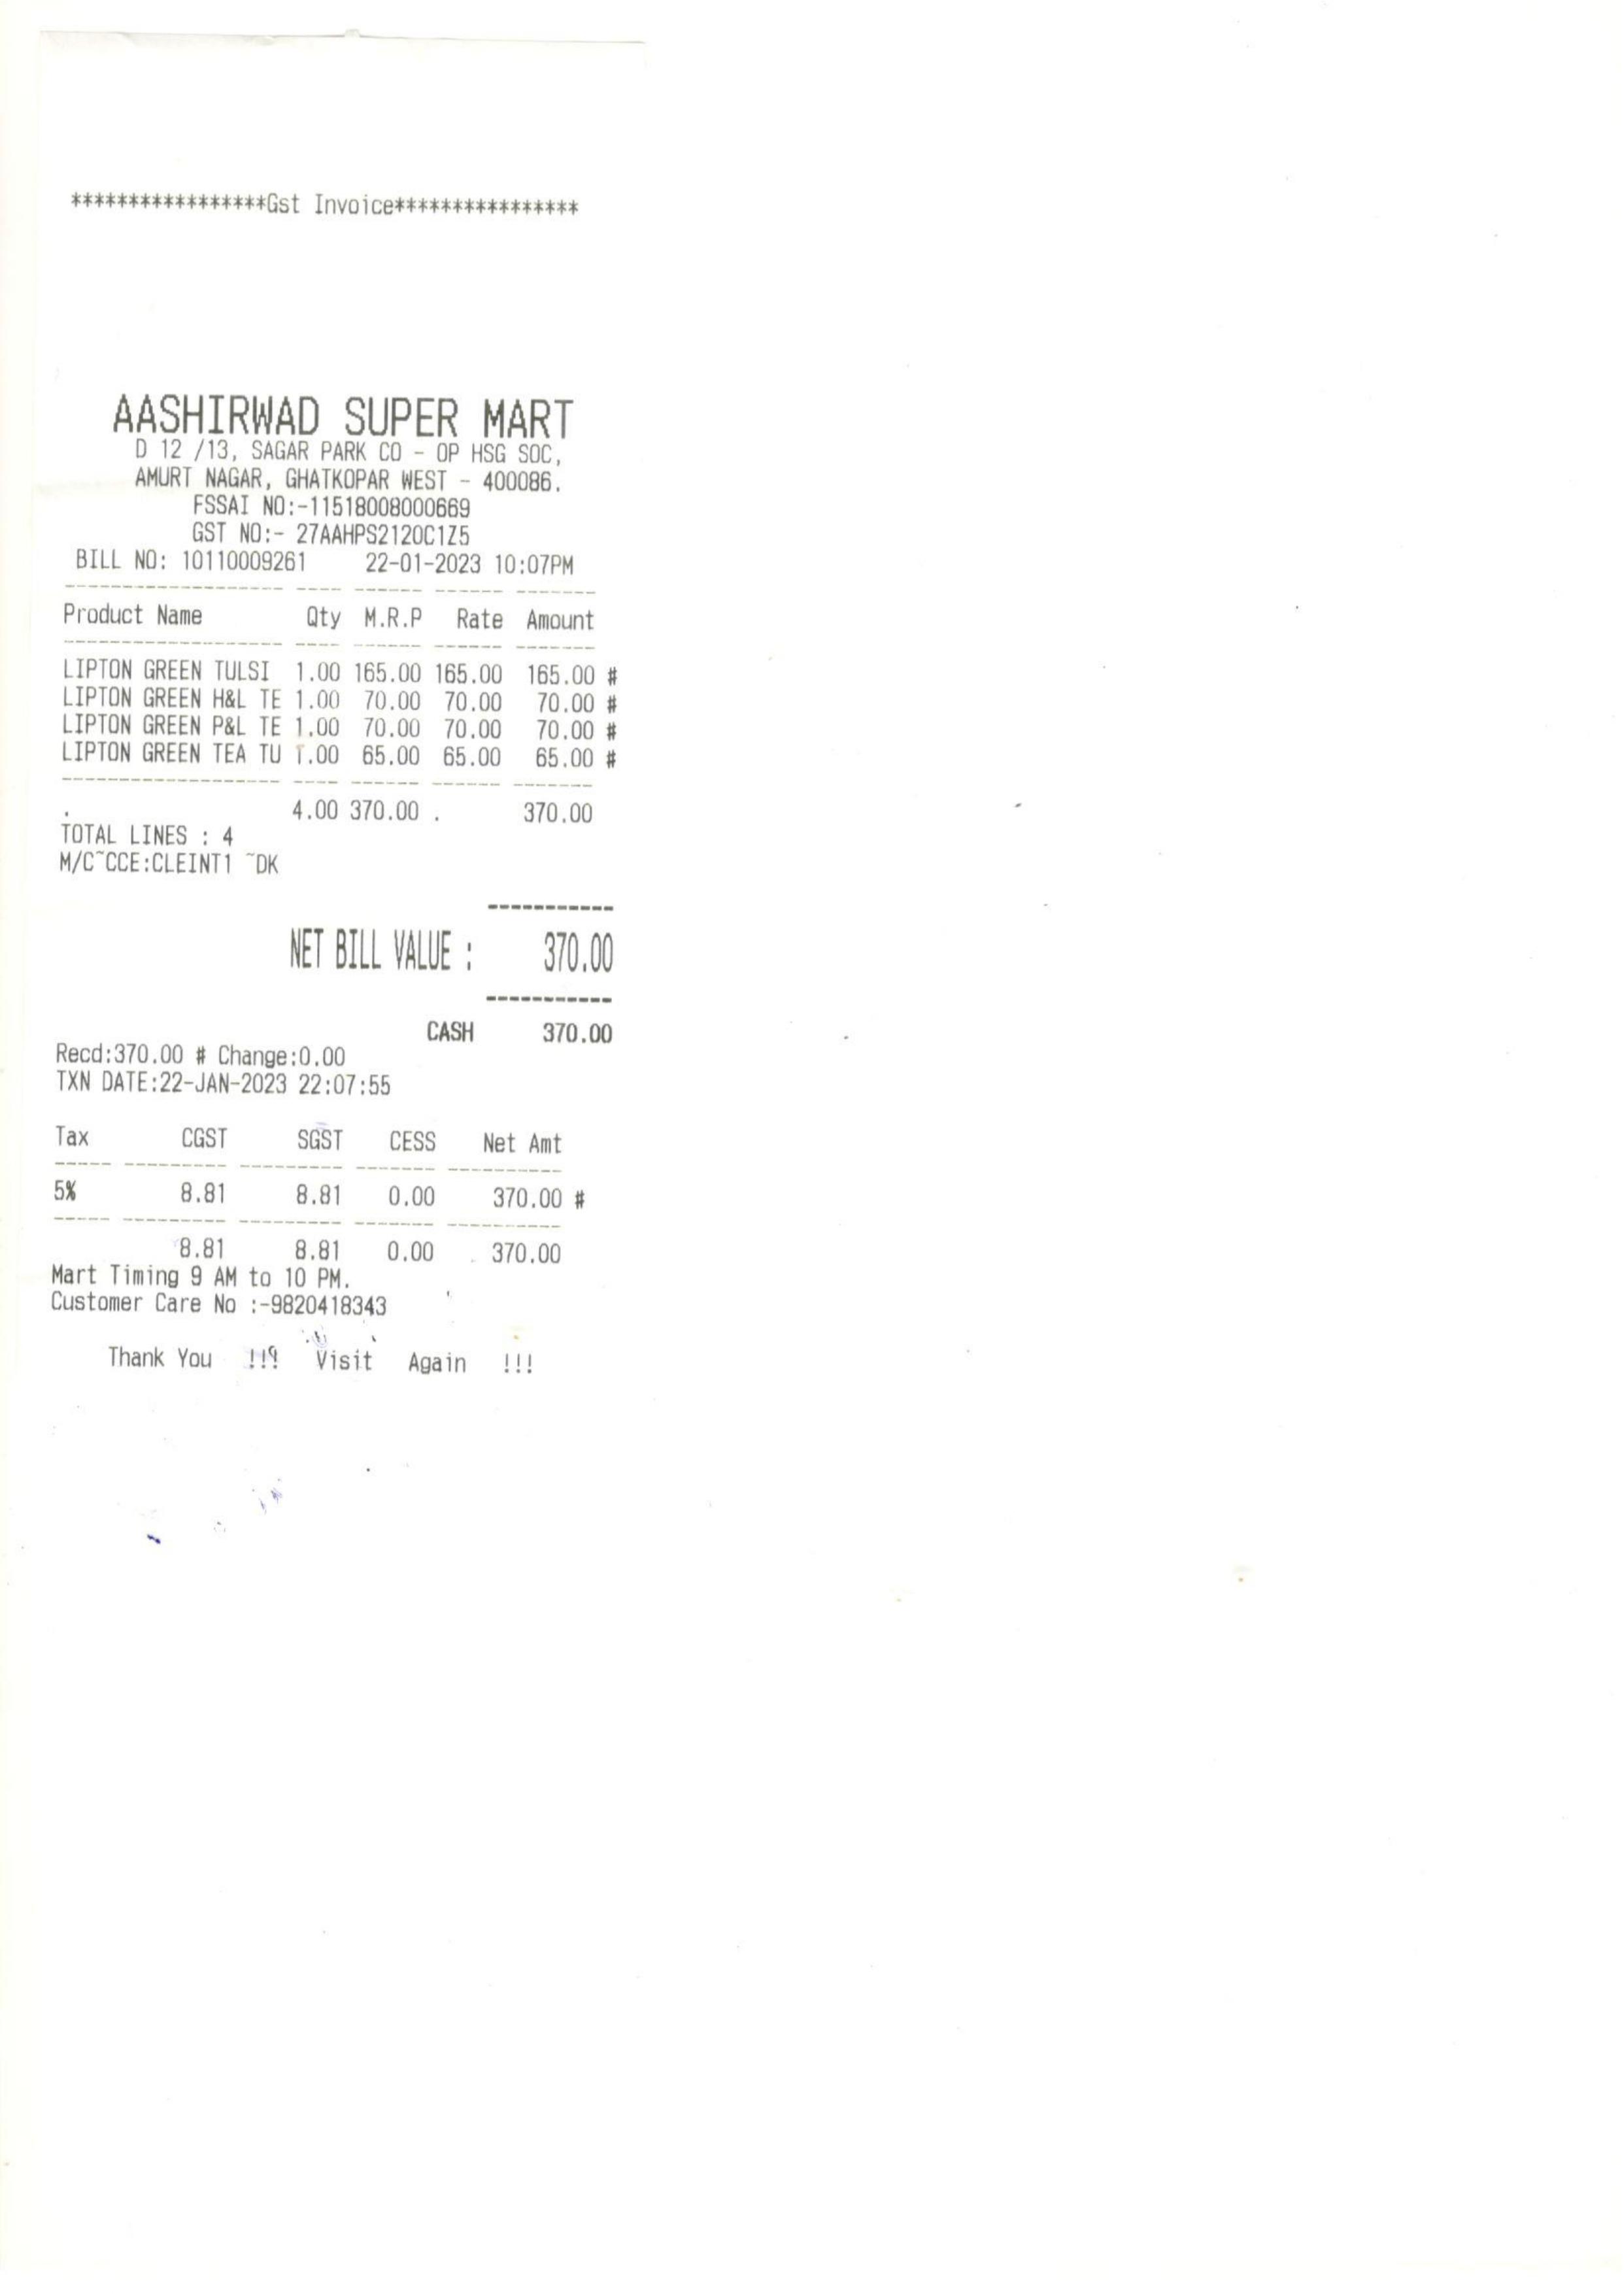 *****************Gst Invoice****************
AASHIRWAD SUPER MART
D 12 /13, SAGAR PARK CO - OP HSG SOC,
AMURT NAGAR, GHATKOPAR WEST - 400086.
FSSAI NO:-11518008000669
GST NO:- 27AAHPS2120C1Z5
BILL NO: 10110009261 22-01-2023 10:07PM
Product Name Qty M.R.P Rate Amount
LIPTON GREEN TULSI 1.00 165.00 165.00 165.00 #
LIPTON GREEN H&L TE 1.00 70.00 70.00 70.00 #
LIPTON GREEN P&L TE 1.00 70.00 70.00 70.00 #
LIPTON GREEN TEA TU 1.00 65.00 65.00 65.00 #
. 4.00 370.00 . 370.00
TOTAL LINES : 4
M/C~CCE:CLEINT1 ~DK
NET BILL VALUE : 370.00
CASH 370.00
Recd:370.00 # Change:0.00
TXN DATE:22-JAN-2023 22:07:55
Tax CGST SGST CESS Net Amt
5% 8.81 8.81 0.00 370.00 #
8.81 8.81 0.00 370.00
Mart Timing 9 AM to 10 PM.
Customer Care No :-9820418343
Thank You !!! Visit Again !!!